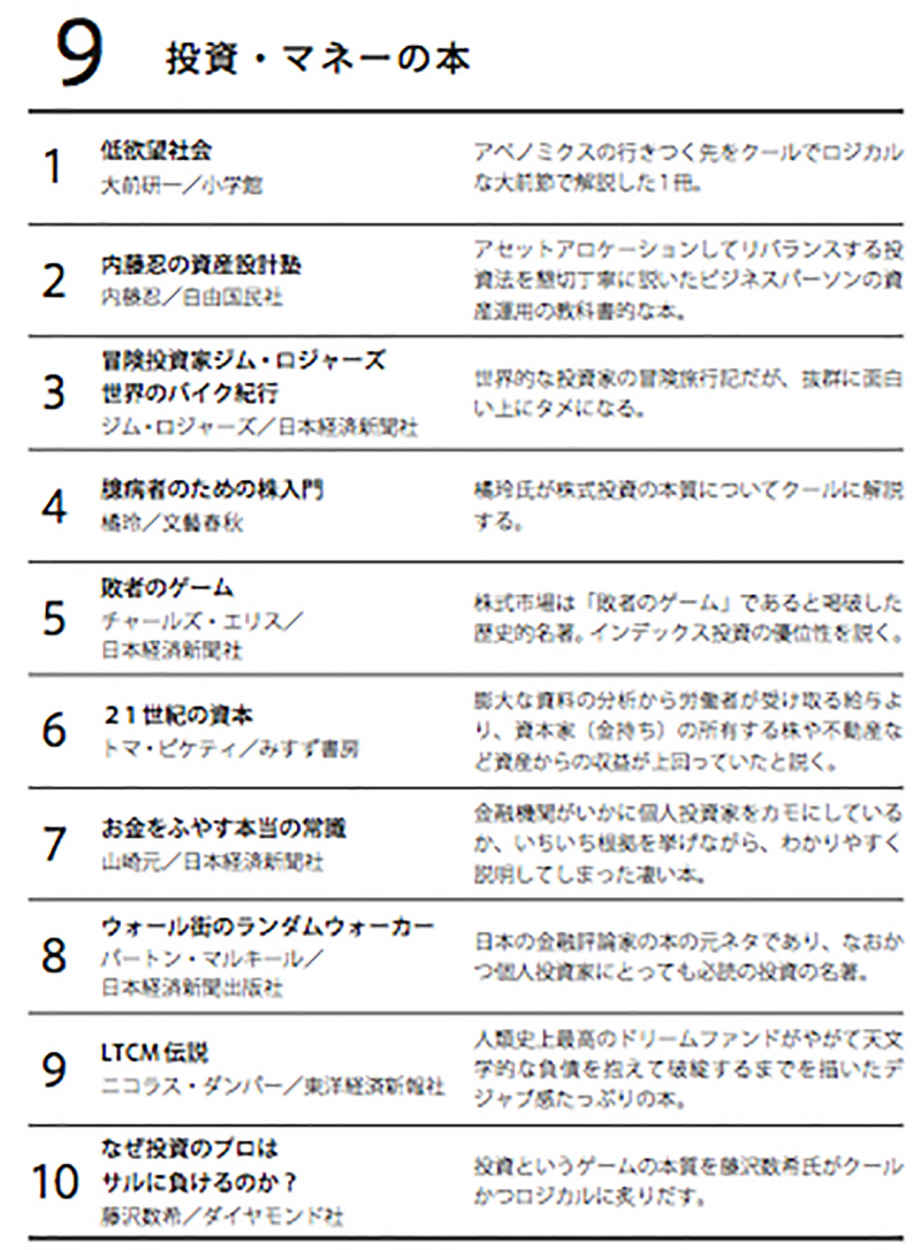 9 投資・マネーの本
1
低欲望社会
大前研一／小学館
アベノミクスの行きつく先をクールでロジカル
な大前節で解説した1冊。
2
内藤忍の資産設計塾
内藤忍／自由国民社
アセットアロケーションしてリバランスする投
資法を懇切丁寧に説いたビジネスパーソンの資
産運用の教科書的な本。
3
冒険投資家ジム・ロジャーズ
世界のバイク紀行
ジム・ロジャーズ／日本経済新聞社
世界的な投資家の冒険旅行記だが、抜群に面白
い上にタメになる。
4
臆病者のための株入門
橘玲／文藝春秋
橘玲氏が株式投資の本質についてクールに解説
する。
5
敗者のゲーム
チャールズ・エリス／
日本経済新聞社
株式市場は「敗者のゲーム」であると喝破した
歴史的名著。インデックス投資の優位性を説く。
6
21世紀の資本
トマ・ピケティ／みすず書房
膨大な資料の分析から労働者が受け取る給与よ
り、資本家（金持ち）の所有する株や不動産な
ど資産からの収益が上回っていたと説く。
7
お金をふやす本当の常識
山崎元／日本経済新聞社
金融機関がいかに個人投資家をカモにしている
か、いちいち根拠を挙げながら、わかりやすく
説明してしまった凄い本。
8
ウォール街のランダムウォーカー
バートン・マルキール／
日本経済新聞出版社
日本の金融評論家の本の元ネタであり、なおか
つ個人投資家にとっても必読の投資の名著。
9
LTCM伝説
ニコラス・ダンバー／東洋経済新報社
人類史上最高のドリームファンドがやがて天文
学的な負債を抱えて破綻するまでを描いたデ
ジャブ感たっぷりの本。
10
なぜ投資のプロは
サルに負けるのか？
藤沢数希／ダイヤモンド社
投資というゲームの本質を藤沢数希氏がクール
かつロジカルに炙りだす。